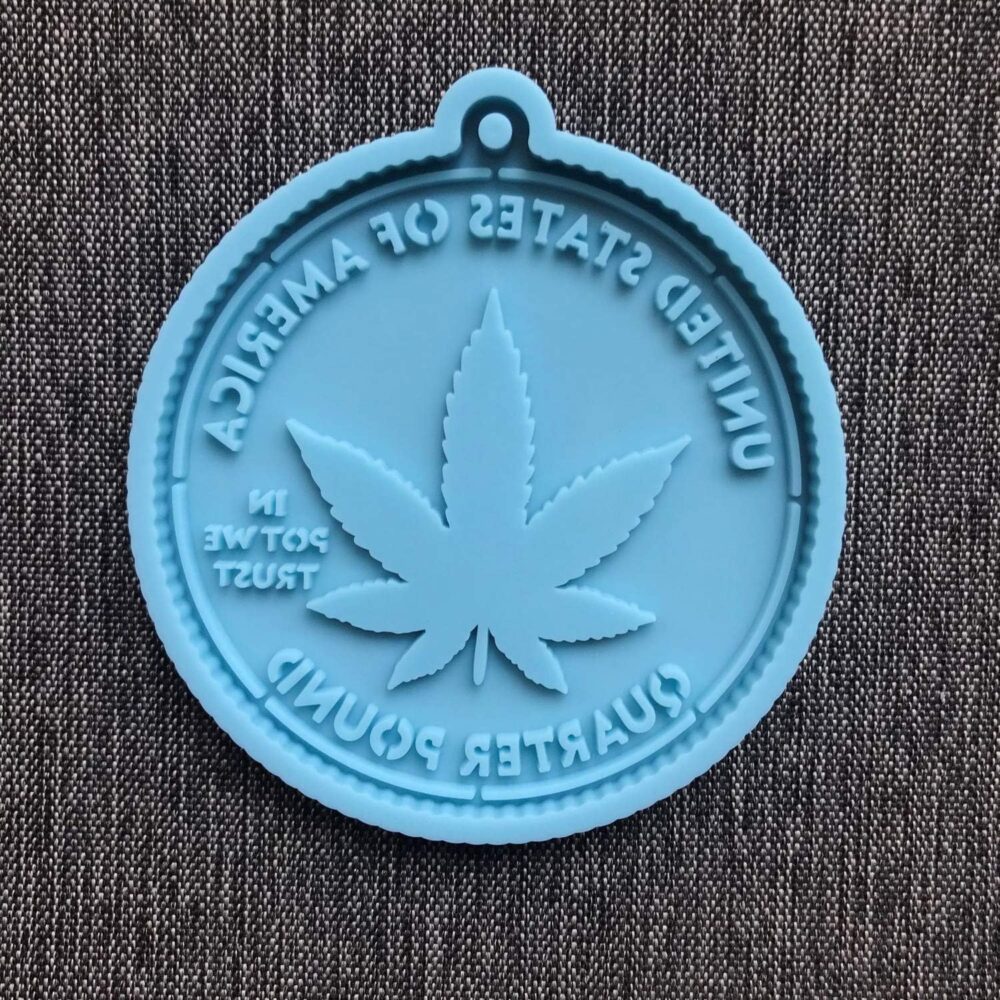 UNITED STATES OF AMERICA
IN
POT WE
TRUST
QUARTER POUND